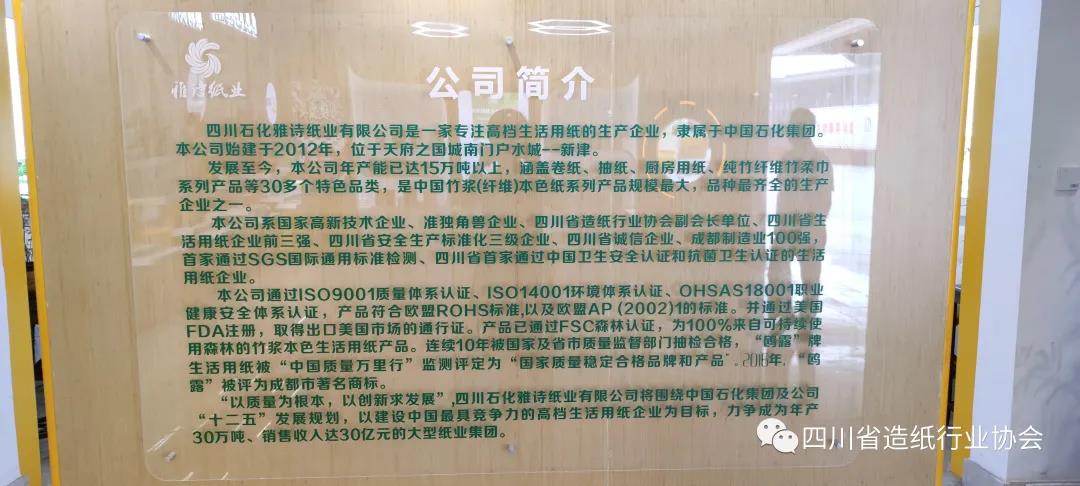 雅诗纸业
公司简介
四川石化雅诗纸业有限公司是一家专注高档生活用纸的生产企业，隶属于中国石化集团。
本公司始建于2012年，位于天府之国城南门户水城--新津。
发展至今，本公司年产能已达15万吨以上，涵盖卷纸、抽纸、厨房用纸、纯竹纤维竹柔巾
系列产品等30多个特色品类，是中国竹浆(纤维)本色纸系列产品规模最大，品种最齐全的生产
企业之一。
本公司系国家高新技术企业、准独角兽企业、四川省造纸行业协会副会长单位、四川省生
活用纸企业前三强、四川省安全生产标准化三级企业、四川省诚信企业、成都制造业100强，
首家通过SGS国际通用标准检测、四川省首家通过中国卫生安全认证和抗菌卫生认证的生活
用纸企业。
本公司通过ISO9001质量体系认证、ISO14001环境体系认证、OHSAS18001职业
健康安全体系认证，产品符合欧盟ROHS标准,以及欧盟AP (2002)1的标准。并通过美国
FDA注册，取得出口美国市场的通行证。产品已通过FSC森林认证，为100%来自可持续使
用森林的竹浆本色生活用纸产品。连续10年被国家及省市质量监督部门抽检合格，“鸥露”牌
生活用纸被“中国质量万里行”监测评定为“国家质量稳定合格品牌和产品”。2018年，“鸥
露”被评为成都市著名商标。
“以质量为根本，以创新求发展”,四川石化雅诗纸业有限公司将围绕中国石化集团及公司
“十二五”发展规划，以建设中国最具竞争力的高档生活用纸企业为目标，力争成为年产
30万吨、销售收入达30亿元的大型纸业集团。
四川省造纸行业协会